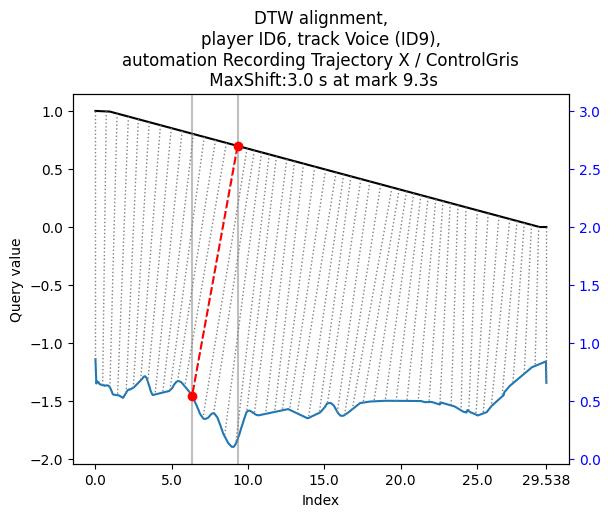 DTW alignment,
player ID6, track Voice (ID9),
automation Recording Trajectory X / ControlGris
MaxShift:3.0 s at mark 9.3s
1.0
0.5
0.0
−0.5
−1.0
−1.5
−2.0
Query value
3.0
2.5
2.0
1.5
1.0
0.5
0.0
0.0 5.0 10.0 15.0 20.0 25.0 29.538
Index